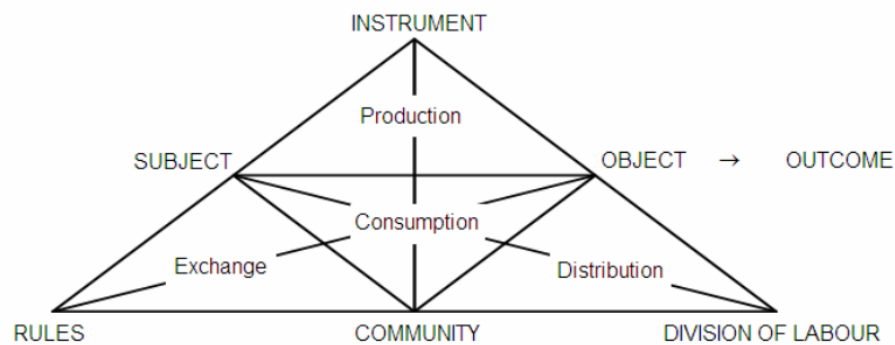 INSTRUMENT
Production
SUBJECT
OBJECT → OUTCOME
Consumption
Exchange
Distribution
RULES
COMMUNITY
DIVISION OF LABOUR